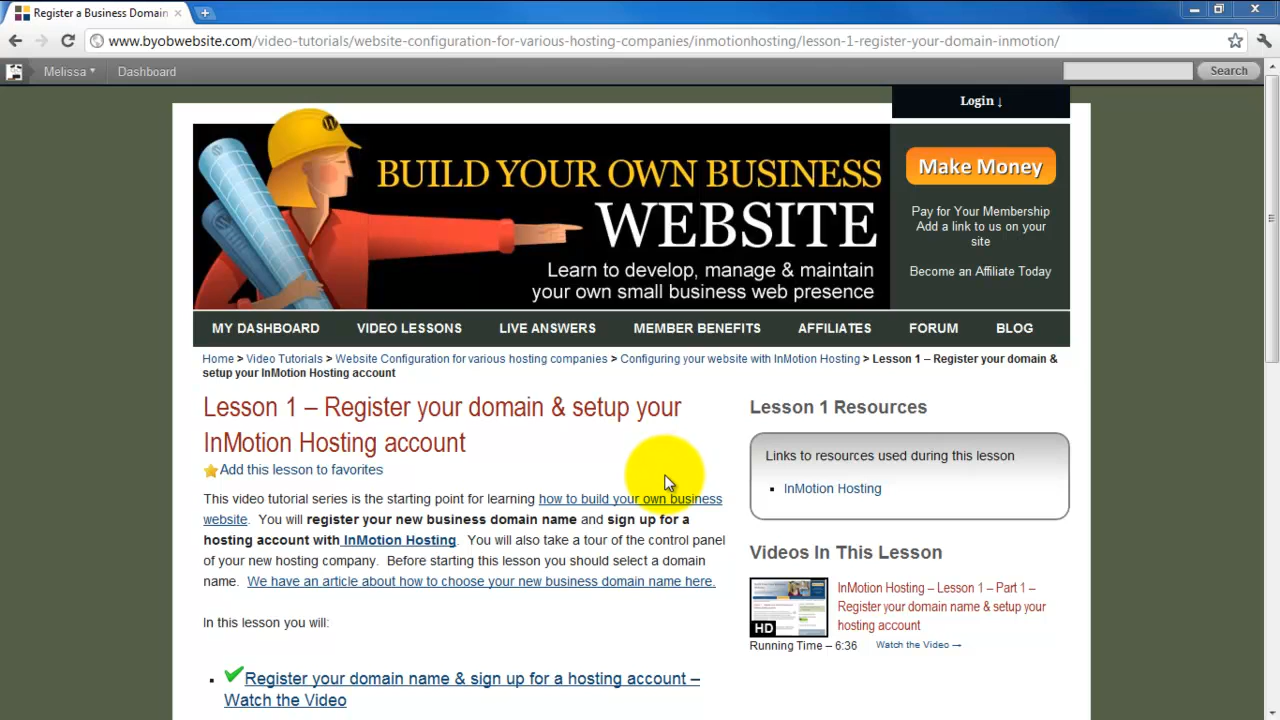 Register a Business Domain
www.byobwebsite.com/video-tutorials/website-configuration-for-various-hosting-companies/inmotionhosting/lesson-1-register-your-domain-inmotion/
Melissa Dashboard Search
Login ↓
BUILD YOUR OWN BUSINESS
WEBSITE
Learn to develop, manage & maintain
your own small business web presence
Make Money
Pay for Your Membership
Add a link to us on your
site
Become an Affiliate Today
MY DASHBOARD VIDEO LESSONS LIVE ANSWERS MEMBER BENEFITS AFFILIATES FORUM BLOG
Home > Video Tutorials > Website Configuration for various hosting companies > Configuring your website with InMotion Hosting > Lesson 1 – Register your domain &
setup your InMotion Hosting account
Lesson 1 – Register your domain & setup your
InMotion Hosting account
Add this lesson to favorites
This video tutorial series is the starting point for learning how to build your own business
website. You will register your new business domain name and sign up for a
hosting account with InMotion Hosting. You will also take a tour of the control panel
of your new hosting company. Before starting this lesson you should select a domain
name. We have an article about how to choose your new business domain name here.
In this lesson you will:
Register your domain name & sign up for a hosting account –
Watch the Video
Lesson 1 Resources
Links to resources used during this lesson
InMotion Hosting
Videos In This Lesson
HD
InMotion Hosting – Lesson 1 – Part 1 –
Register your domain name & setup your
hosting account
Running Time – 6:36 Watch the Video →